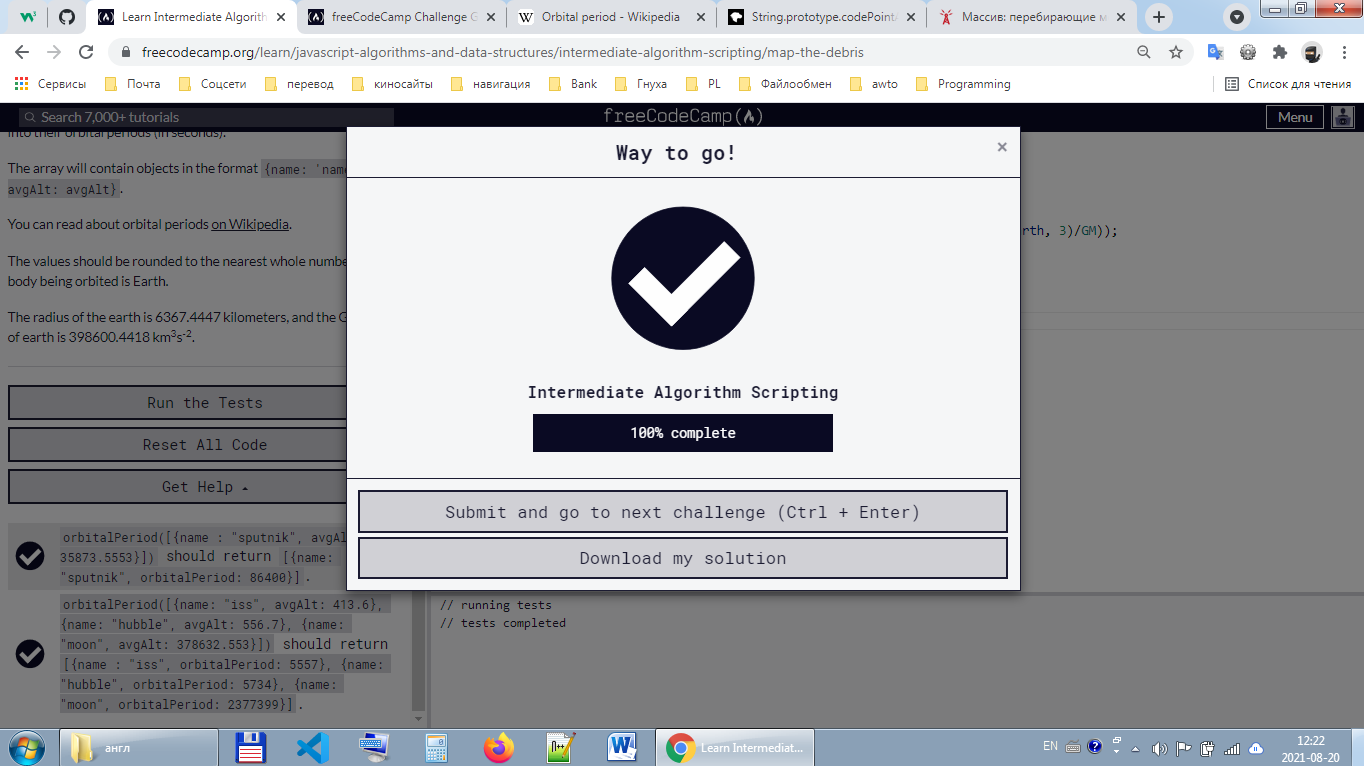 Learn Intermediate Algorith
freeCodeCamp Challenge G
Orbital period - Wikipedia
String.prototype.codePointA
Массив: перебирающие м
freecodecamp.org/learn/javascript-algorithms-and-data-structures/intermediate-algorithm-scripting/map-the-debris
Сервисы Почта Соцсети перевод киносайты навигация Bank Гнуха PL Файлообмен awto Programming Список для чтения
Search 7,000+ tutorials
freeCodeCamp
Menu
into their orbital periods (in seconds).
The array will contain objects in the format {name: 'name
avgAlt: avgAlt}.
You can read about orbital periods on Wikipedia.
The values should be rounded to the nearest whole numbe
body being orbited is Earth.
The radius of the earth is 6367.4447 kilometers, and the G
of earth is 398600.4418 km³s⁻².
Run the Tests
Reset All Code
Get Help
orbitalPeriod([{name : "sputnik", avgAl
35873.5553}]) should return [{name:
"sputnik", orbitalPeriod: 86400}].
orbitalPeriod([{name: "iss", avgAlt: 413.6},
{name: "hubble", avgAlt: 556.7}, {name:
"moon", avgAlt: 378632.553}]) should return
[{name : "iss", orbitalPeriod: 5557}, {name:
"hubble", orbitalPeriod: 5734}, {name:
"moon", orbitalPeriod: 2377399}].
Way to go!
×
Intermediate Algorithm Scripting
100% complete
Submit and go to next challenge (Ctrl + Enter)
Download my solution
rth, 3)/GM));
// running tests
// tests completed
англ
Learn Intermediat...
EN
12:22
2021-08-20